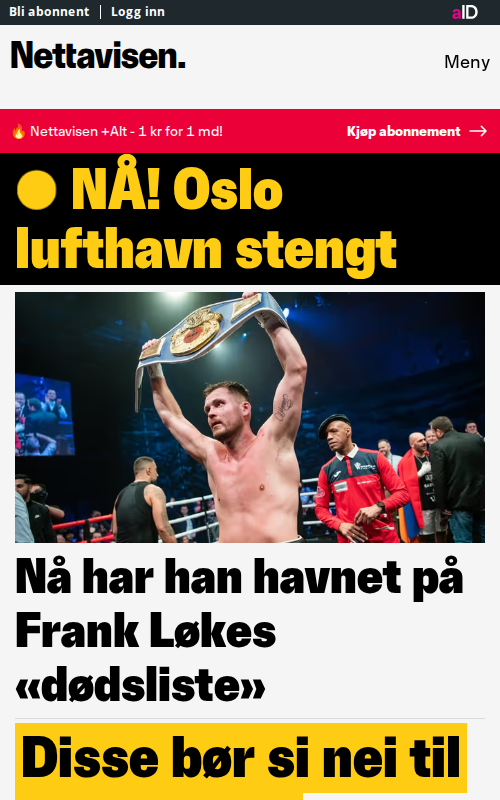 Bli abonnent | Logg inn
aID
Nettavisen.
Meny
🔥 Nettavisen +Alt - 1 kr for 1 md!
Kjøp abonnement →
NÅ! Oslo
lufthavn stengt
Nå har han havnet på
Frank Løkes
«dødsliste»
Disse bør si nei til